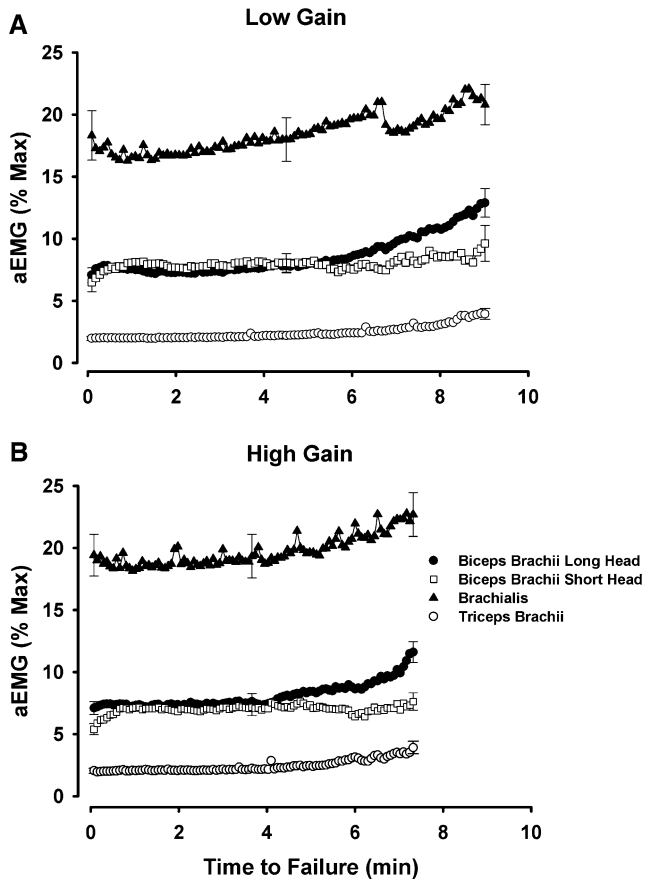 A
Low Gain
25
20
15
10
5
0
aEMG (% Max)
0 2 4 6 8 10
B
High Gain
25
20
15
10
5
0
aEMG (% Max)
Biceps Brachii Long Head
Biceps Brachii Short Head
Brachialis
Triceps Brachii
0 2 4 6 8 10
Time to Failure (min)